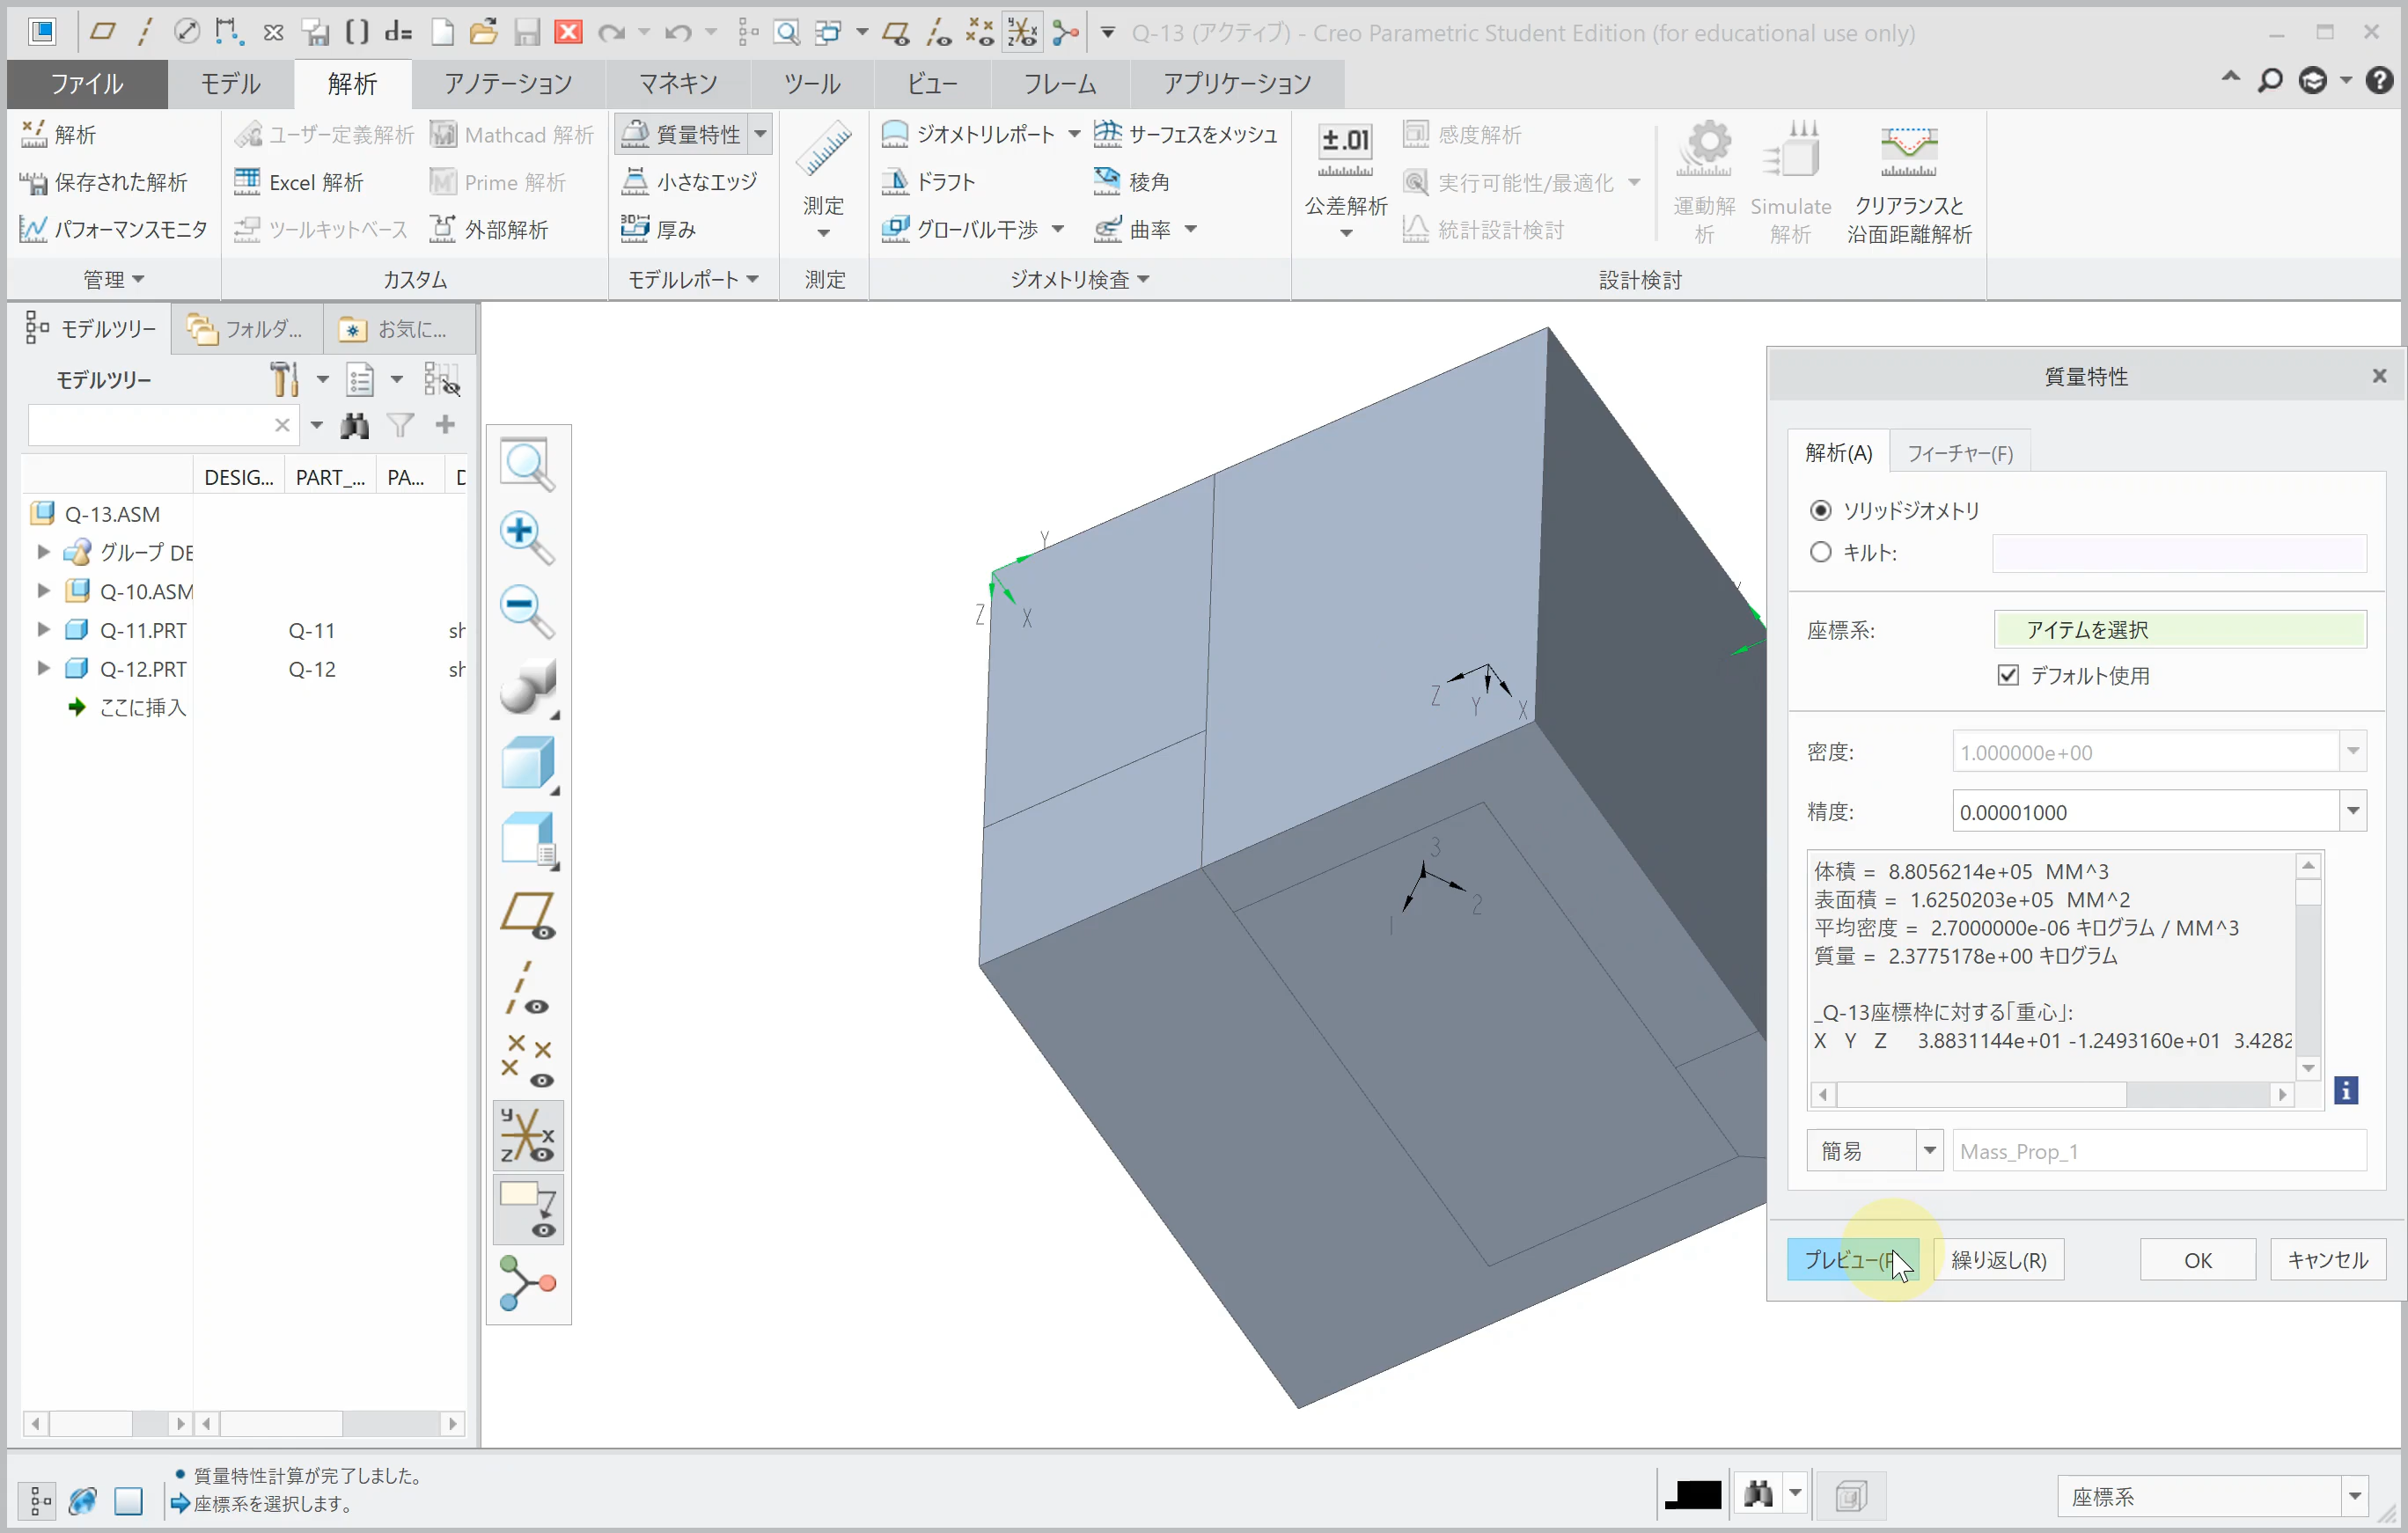 Q-13 (アクティブ) - Creo Parametric Student Edition (for educational use only)
ファイル モデル 解析 アノテーション マネキン ツール ビュー フレーム アプリケーション
解析 ユーザー定義解析 Mathcad 解析 質量特性 ジオメトリレポート サーフェスをメッシュ 感度解析
保存された解析 Excel 解析 Prime 解析 小さなエッジ ドラフト 稜角 実行可能性/最適化
パフォーマンスモニタ ツールキットベース 外部解析 厚み グローバル干渉 曲率 統計設計検討
測定 ±.01 公差解析 運動解析 Simulate 解析 クリアランスと沿面距離解析
管理 カスタム モデルレポート 測定 ジオメトリ検査 設計検討
モデルツリー フォルダ... お気に...
モデルツリー
DESIG... PART_... PA...
Q-13.ASM
グループ DE
Q-10.ASM
Q-11.PRT Q-11 sh
Q-12.PRT Q-12 sh
ここに挿入
Y
Z X
Z Y X
3
1 2
質量特性
解析(A) フィーチャー(F)
ソリッドジオメトリ
キルト:
座標系: アイテムを選択
デフォルト使用
密度: 1.000000e+00
精度: 0.00001000
体積 = 8.8056214e+05 MM^3
表面積 = 1.6250203e+05 MM^2
平均密度 = 2.7000000e-06 キログラム / MM^3
質量 = 2.3775178e+00 キログラム
_Q-13座標枠に対する「重心」:
X Y Z 3.8831144e+01 -1.2493160e+01 3.4282
簡易 Mass_Prop_1
プレビュー(P 繰り返し(R) OK キャンセル
質量特性計算が完了しました。
座標系を選択します。
座標系